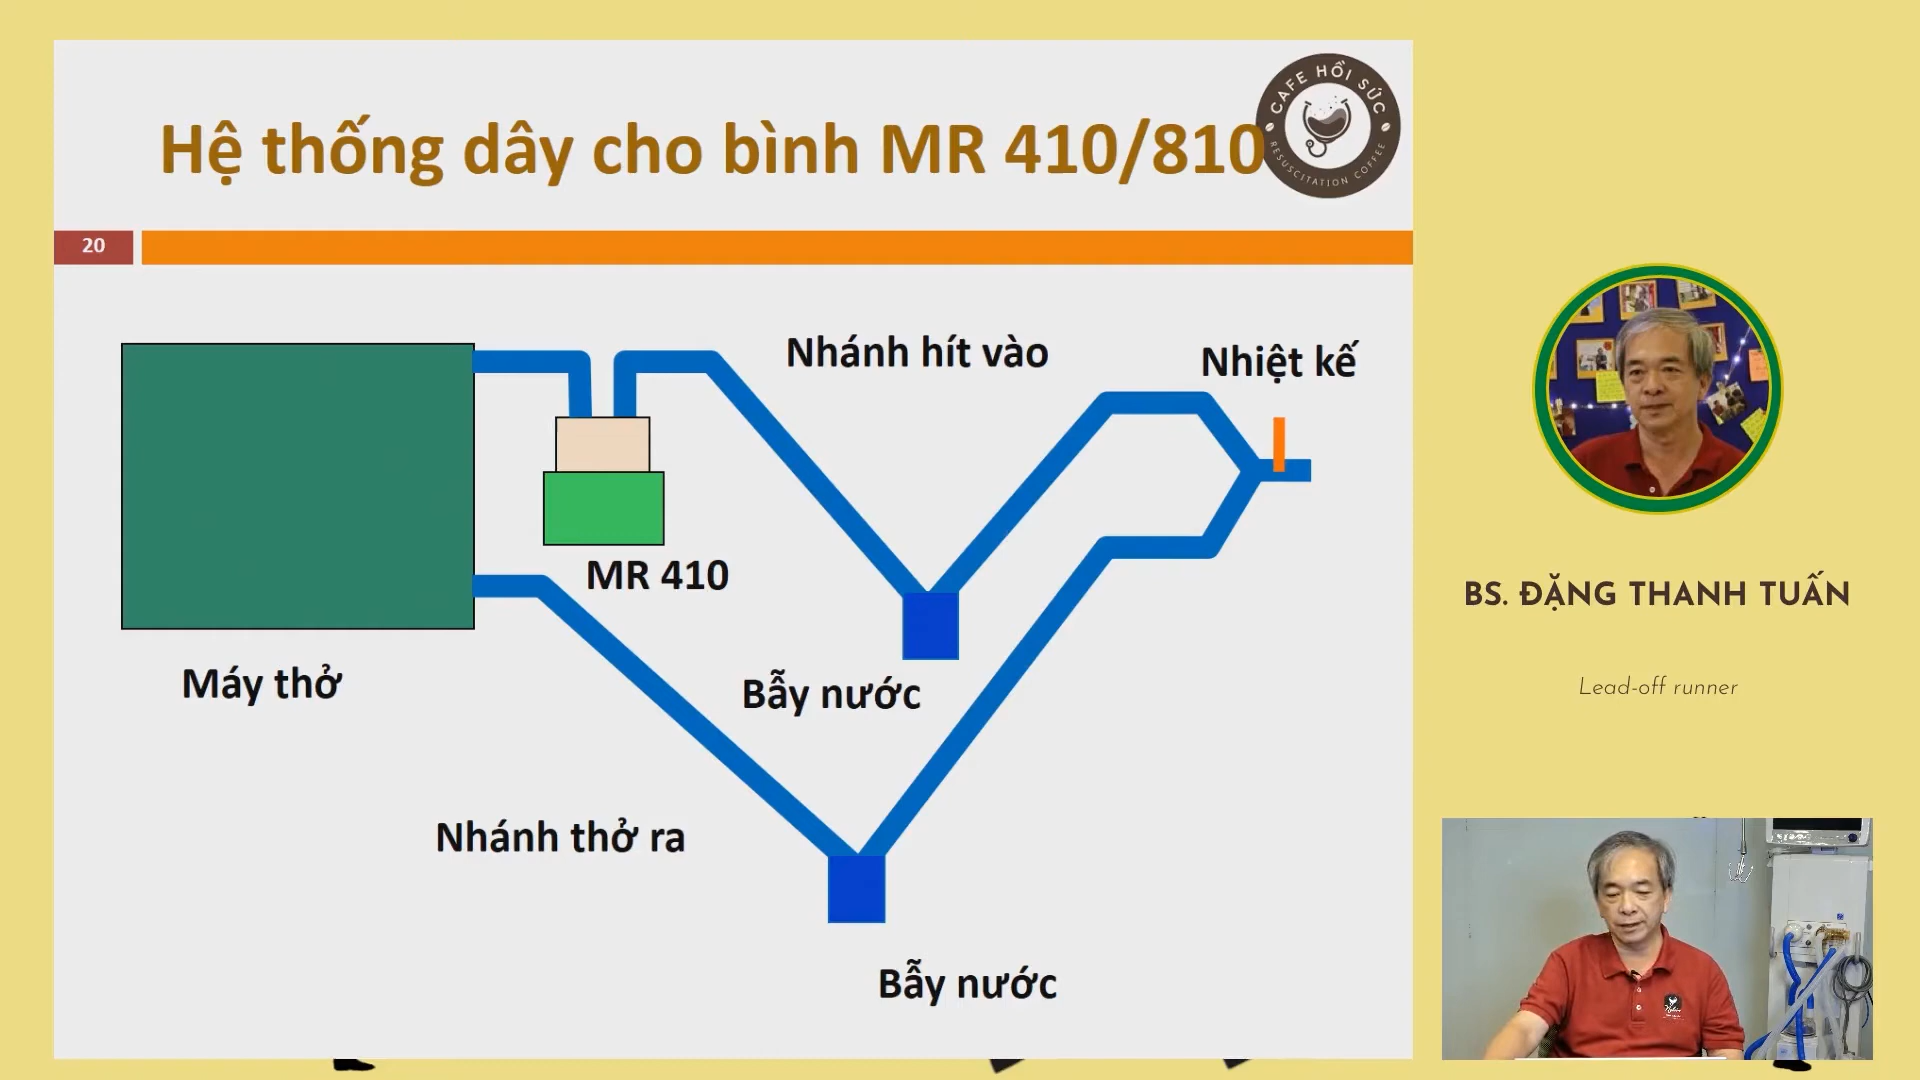 Hệ thống dây cho bình MR 410/810
CAFE HỒI SỨC
RESUSCITATION COFFEE
20
Nhánh hít vào
Nhiệt kế
MR 410
Máy thở
Bẫy nước
Nhánh thở ra
Bẫy nước
BS. ĐẶNG THANH TUẤN
Lead-off runner